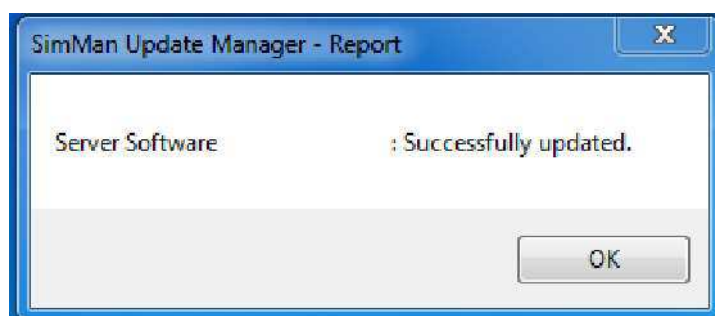 SimMan Update Manager - Report
Server Software : Successfully updated.
OK